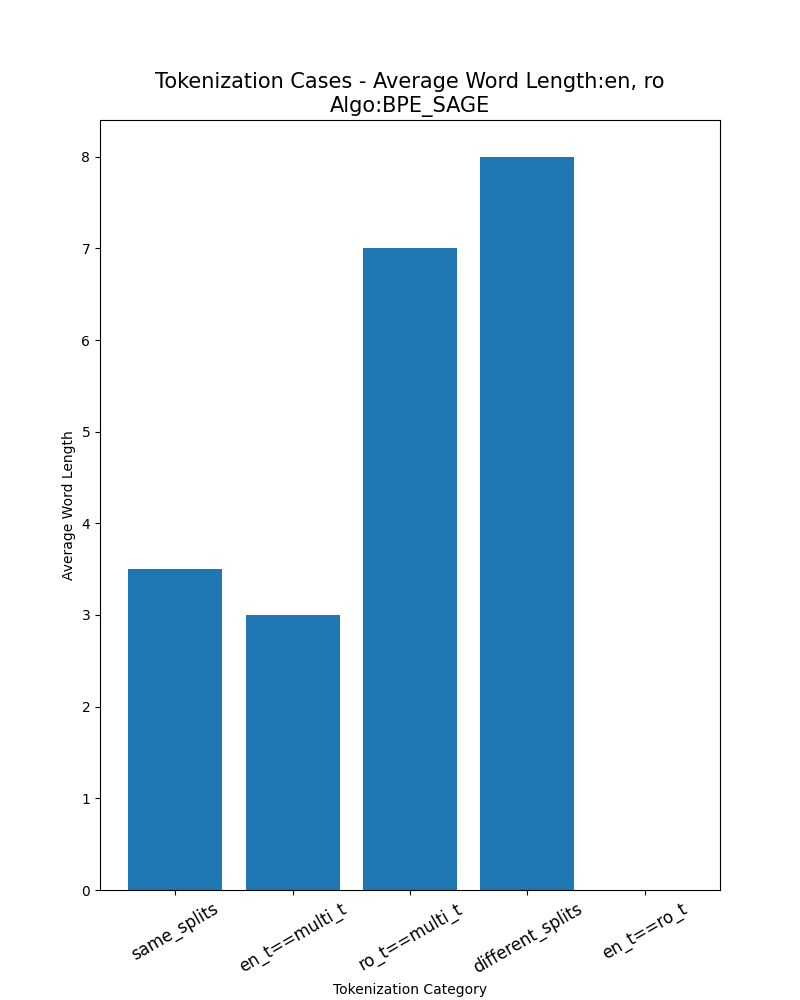 Tokenization Cases - Average Word Length:en, ro
Algo:BPE_SAGE
8
7
6
5
4
3
2
1
0
Average Word Length
same_splits
en_t==multi_t
ro_t==multi_t
different_splits
en_t==ro_t
Tokenization Category